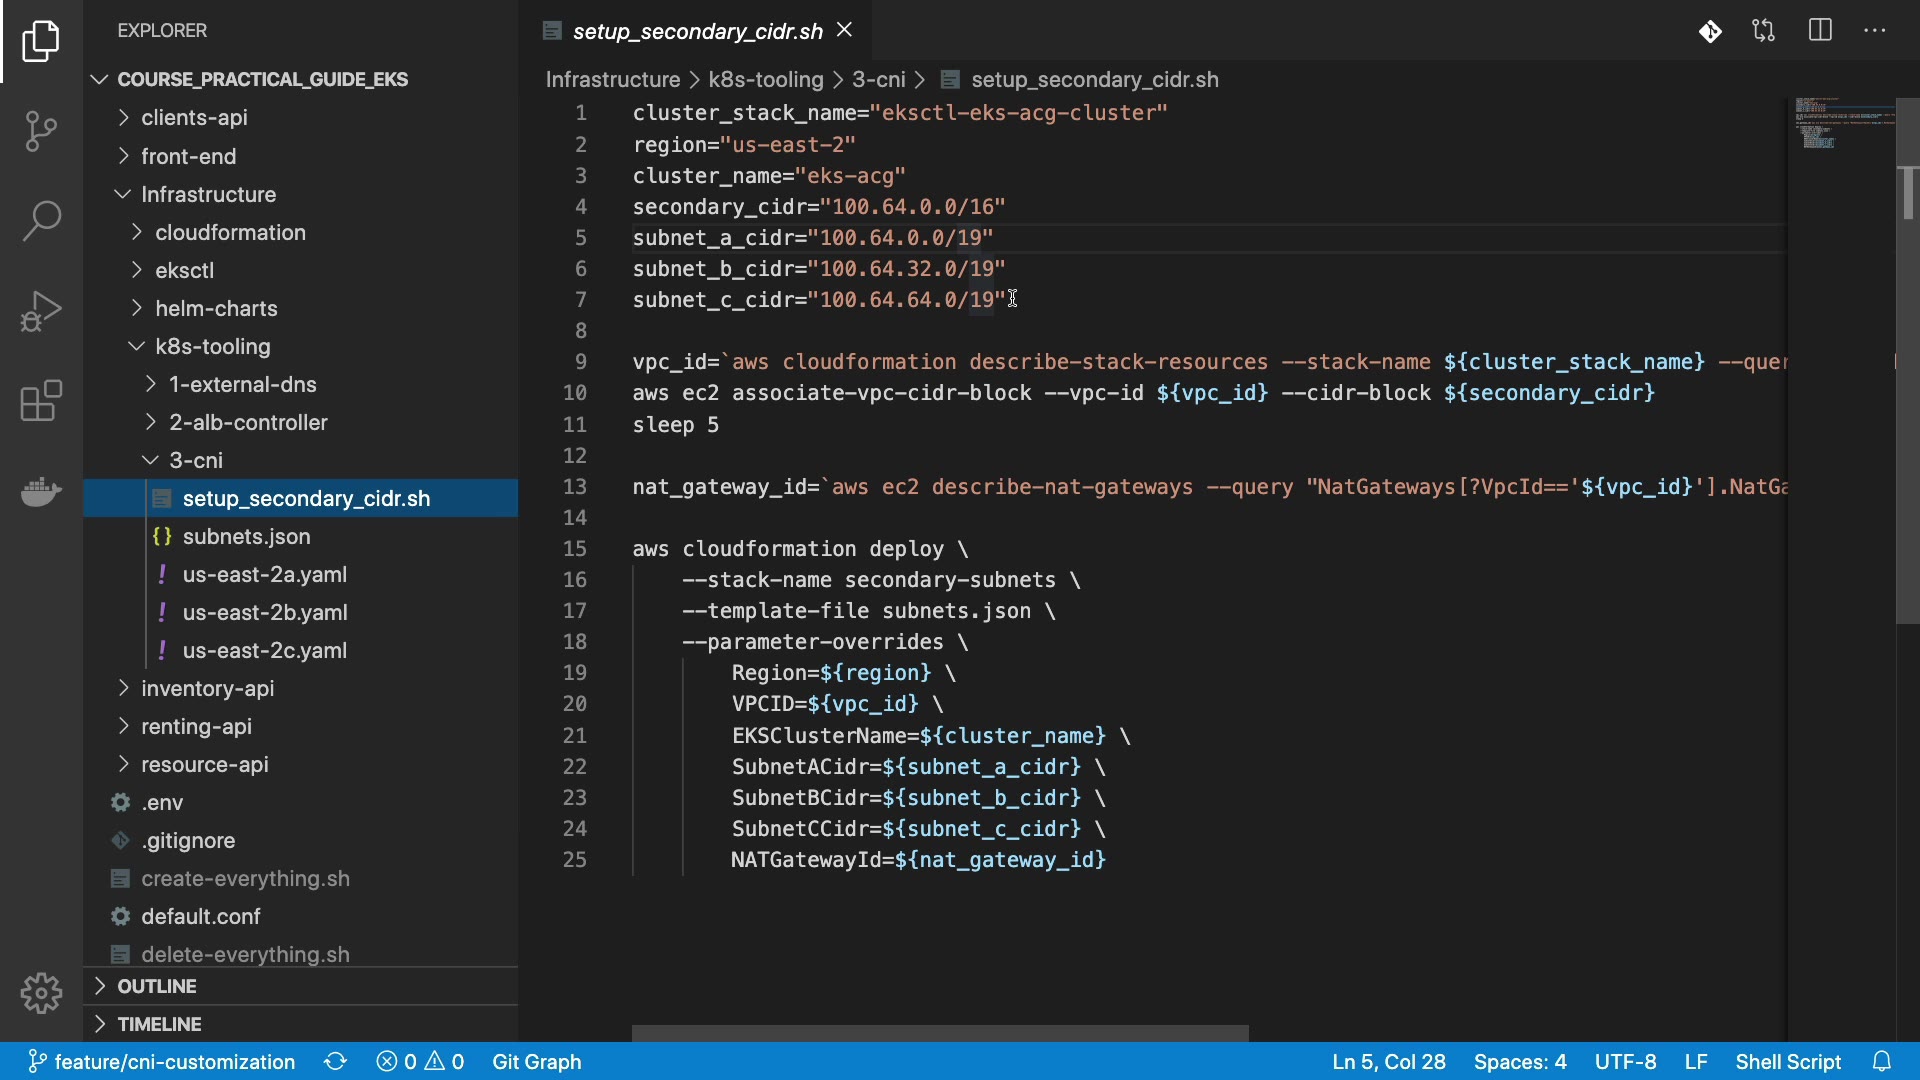 EXPLORER
COURSE_PRACTICAL_GUIDE_EKS
clients-api
front-end
Infrastructure
cloudformation
eksctl
helm-charts
k8s-tooling
1-external-dns
2-alb-controller
3-cni
setup_secondary_cidr.sh
subnets.json
us-east-2a.yaml
us-east-2b.yaml
us-east-2c.yaml
inventory-api
renting-api
resource-api
.env
.gitignore
create-everything.sh
default.conf
delete-everything.sh
OUTLINE
TIMELINE
setup_secondary_cidr.sh
Infrastructure > k8s-tooling > 3-cni > setup_secondary_cidr.sh
1 cluster_stack_name="eksctl-eks-acg-cluster"
2 region="us-east-2"
3 cluster_name="eks-acg"
4 secondary_cidr="100.64.0.0/16"
5 subnet_a_cidr="100.64.0.0/19"
6 subnet_b_cidr="100.64.32.0/19"
7 subnet_c_cidr="100.64.64.0/19"
8
9 vpc_id=`aws cloudformation describe-stack-resources --stack-name ${cluster_stack_name} --quer
10 aws ec2 associate-vpc-cidr-block --vpc-id ${vpc_id} --cidr-block ${secondary_cidr}
11 sleep 5
12
13 nat_gateway_id=`aws ec2 describe-nat-gateways --query "NatGateways[?VpcId=='${vpc_id}'].NatGa
14
15 aws cloudformation deploy \
16 --stack-name secondary-subnets \
17 --template-file subnets.json \
18 --parameter-overrides \
19 Region=${region} \
20 VPCID=${vpc_id} \
21 EKSClusterName=${cluster_name} \
22 SubnetACidr=${subnet_a_cidr} \
23 SubnetBCidr=${subnet_b_cidr} \
24 SubnetCCidr=${subnet_c_cidr} \
25 NATGatewayId=${nat_gateway_id}
feature/cni-customization 0 0 Git Graph Ln 5, Col 28 Spaces: 4 UTF-8 LF Shell Script